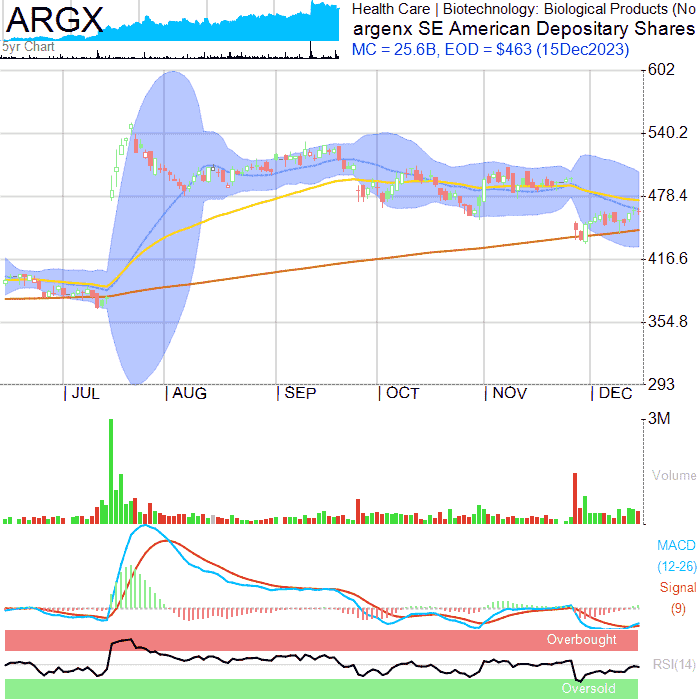 ARGX
5yr Chart
Health Care | Biotechnology: Biological Products (No
argenx SE American Depositary Shares
MC = 25.6B, EOD = $463 (15Dec2023)
602
540.2
478.4
416.6
354.8
293
| JUL | AUG | SEP | OCT | NOV | DEC
3M
Volume
MACD
(12-26)
Signal
(9)
Overbought
RSI(14)
Oversold